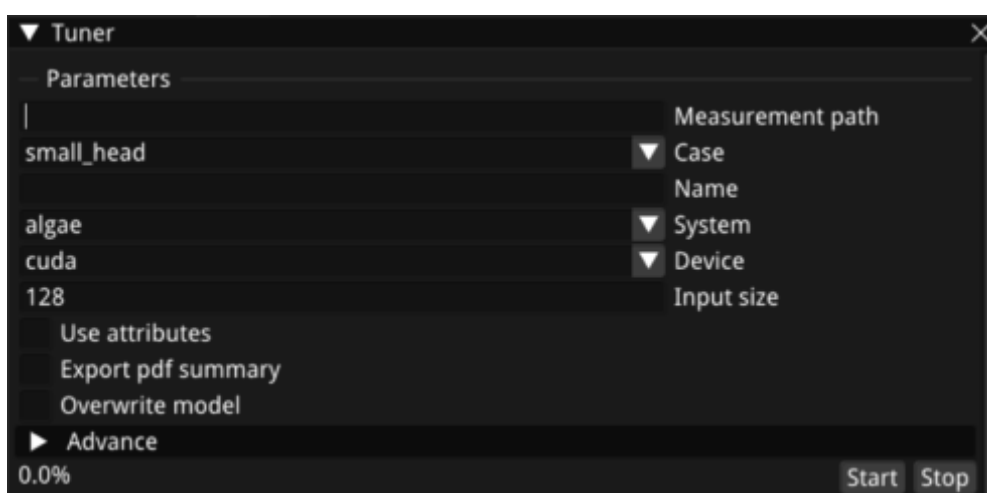 Tuner
Parameters
Measurement path
small_head Case
Name
algae System
cuda Device
128 Input size
Use attributes
Export pdf summary
Overwrite model
Advance
0.0% Start Stop